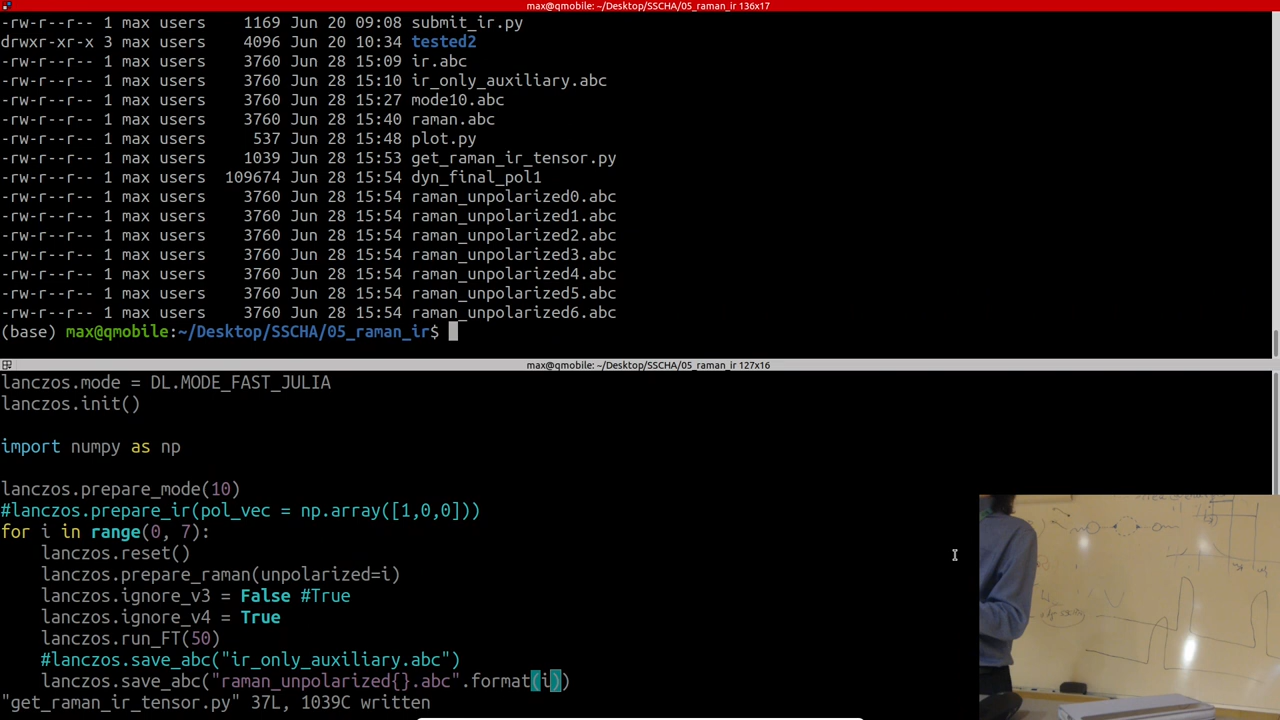 max@qmobile: ~/Desktop/SSCHA/05_raman_ir 136x17
-rw-r--r-- 1 max users   1169 Jun 20 09:08 submit_ir.py
drwxr-xr-x 3 max users   4096 Jun 20 10:34 tested2
-rw-r--r-- 1 max users   3760 Jun 28 15:09 ir.abc
-rw-r--r-- 1 max users   3760 Jun 28 15:10 ir_only_auxiliary.abc
-rw-r--r-- 1 max users   3760 Jun 28 15:27 mode10.abc
-rw-r--r-- 1 max users   3760 Jun 28 15:40 raman.abc
-rw-r--r-- 1 max users    537 Jun 28 15:48 plot.py
-rw-r--r-- 1 max users   1039 Jun 28 15:53 get_raman_ir_tensor.py
-rw-r--r-- 1 max users 109674 Jun 28 15:54 dyn_final_pol1
-rw-r--r-- 1 max users   3760 Jun 28 15:54 raman_unpolarized0.abc
-rw-r--r-- 1 max users   3760 Jun 28 15:54 raman_unpolarized1.abc
-rw-r--r-- 1 max users   3760 Jun 28 15:54 raman_unpolarized2.abc
-rw-r--r-- 1 max users   3760 Jun 28 15:54 raman_unpolarized3.abc
-rw-r--r-- 1 max users   3760 Jun 28 15:54 raman_unpolarized4.abc
-rw-r--r-- 1 max users   3760 Jun 28 15:54 raman_unpolarized5.abc
-rw-r--r-- 1 max users   3760 Jun 28 15:54 raman_unpolarized6.abc
(base) max@qmobile:~/Desktop/SSCHA/05_raman_ir$
max@qmobile: ~/Desktop/SSCHA/05_raman_ir 127x16
lanczos.mode = DL.MODE_FAST_JULIA
lanczos.init()
import numpy as np
lanczos.prepare_mode(10)
#lanczos.prepare_ir(pol_vec = np.array([1,0,0]))
for i in range(0, 7):
    lanczos.reset()
    lanczos.prepare_raman(unpolarized=i)
    lanczos.ignore_v3 = False #True
    lanczos.ignore_v4 = True
    lanczos.run_FT(50)
    #lanczos.save_abc("ir_only_auxiliary.abc")
    lanczos.save_abc("raman_unpolarized{}.abc".format(i))
"get_raman_ir_tensor.py" 37L, 1039C written